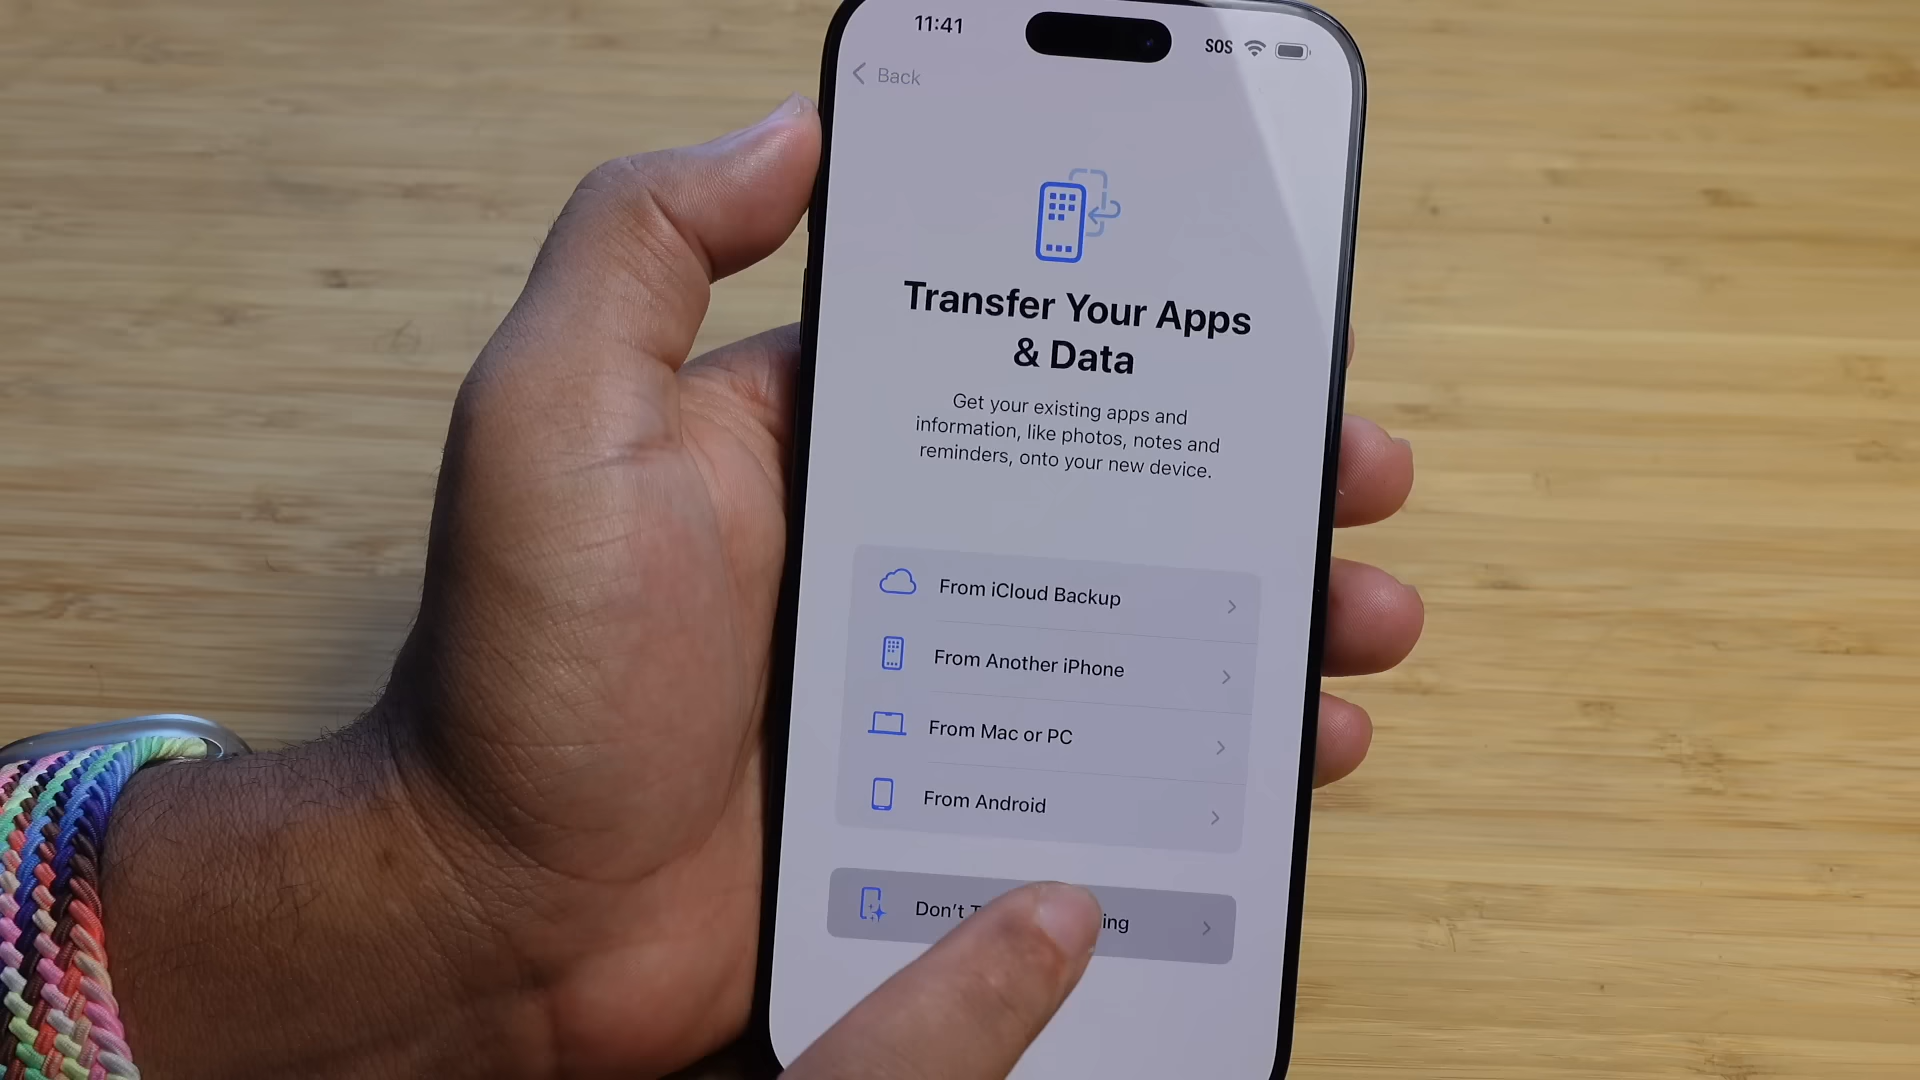 11:41
SOS
Back
Transfer Your Apps
& Data
Get your existing apps and
information, like photos, notes and
reminders, onto your new device.
From iCloud Backup
From Another iPhone
From Mac or PC
From Android
Don't